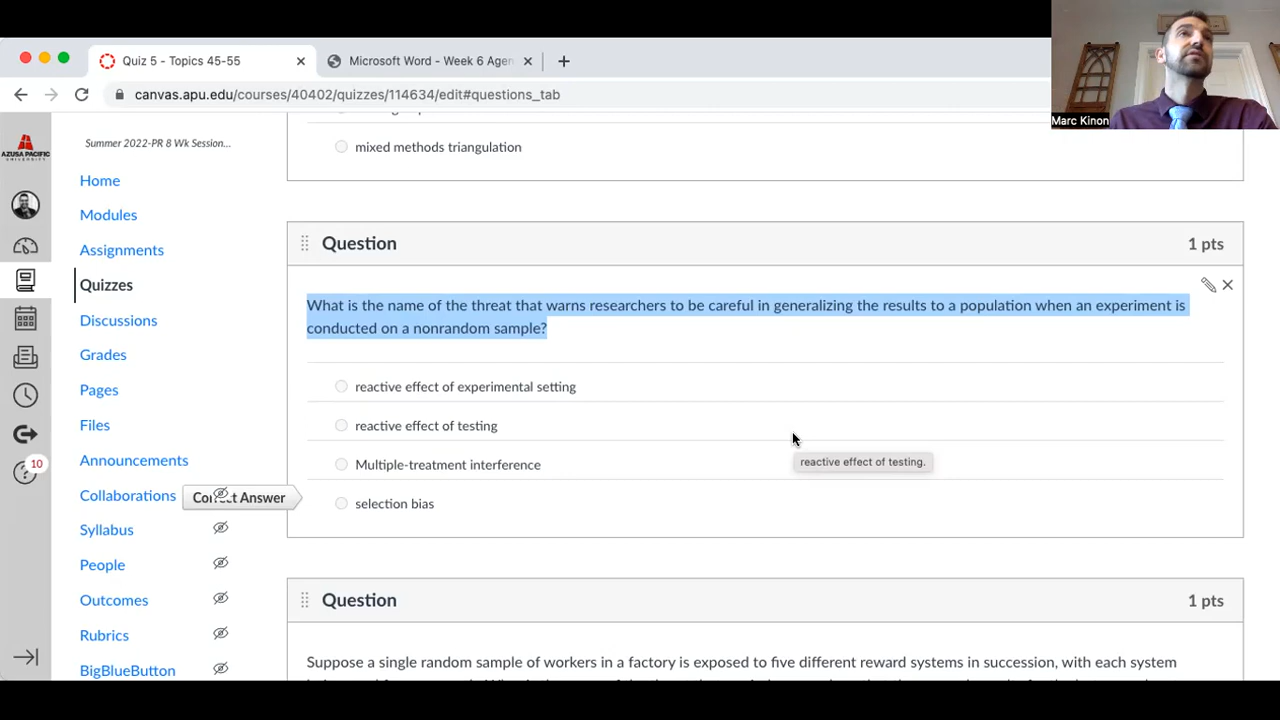 Marc Kinon
Quiz 5 - Topics 45-55
Microsoft Word - Week 6 Agen
canvas.apu.edu/courses/40402/quizzes/114634/edit#questions_tab
AZUSA PACIFIC
UNIVERSITY
10
Summer 2022-PR 8 Wk Session...
Home
Modules
Assignments
Quizzes
Discussions
Grades
Pages
Files
Announcements
Collaborations
Syllabus
People
Outcomes
Rubrics
BigBlueButton
mixed methods triangulation
Question
1 pts
What is the name of the threat that warns researchers to be careful in generalizing the results to a population when an experiment is
conducted on a nonrandom sample?
reactive effect of experimental setting
reactive effect of testing
reactive effect of testing.
Multiple-treatment interference
Correct Answer
selection bias
Question
1 pts
Suppose a single random sample of workers in a factory is exposed to five different reward systems in succession, with each system